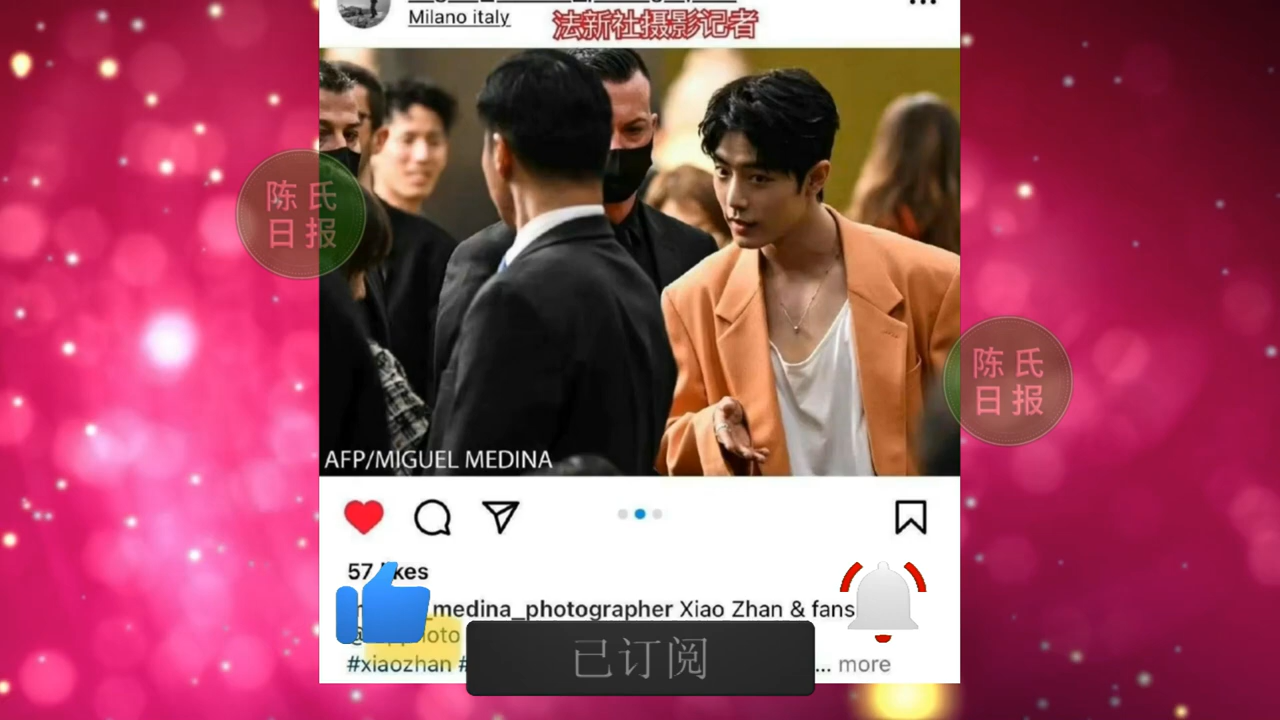 Milano italy
法新社摄影记者
陈氏
日报
陈氏
日报
AFP/MIGUEL MEDINA
57
_medina_photographer Xiao Zhan & fans
#xiaozhan #
... more
已订阅